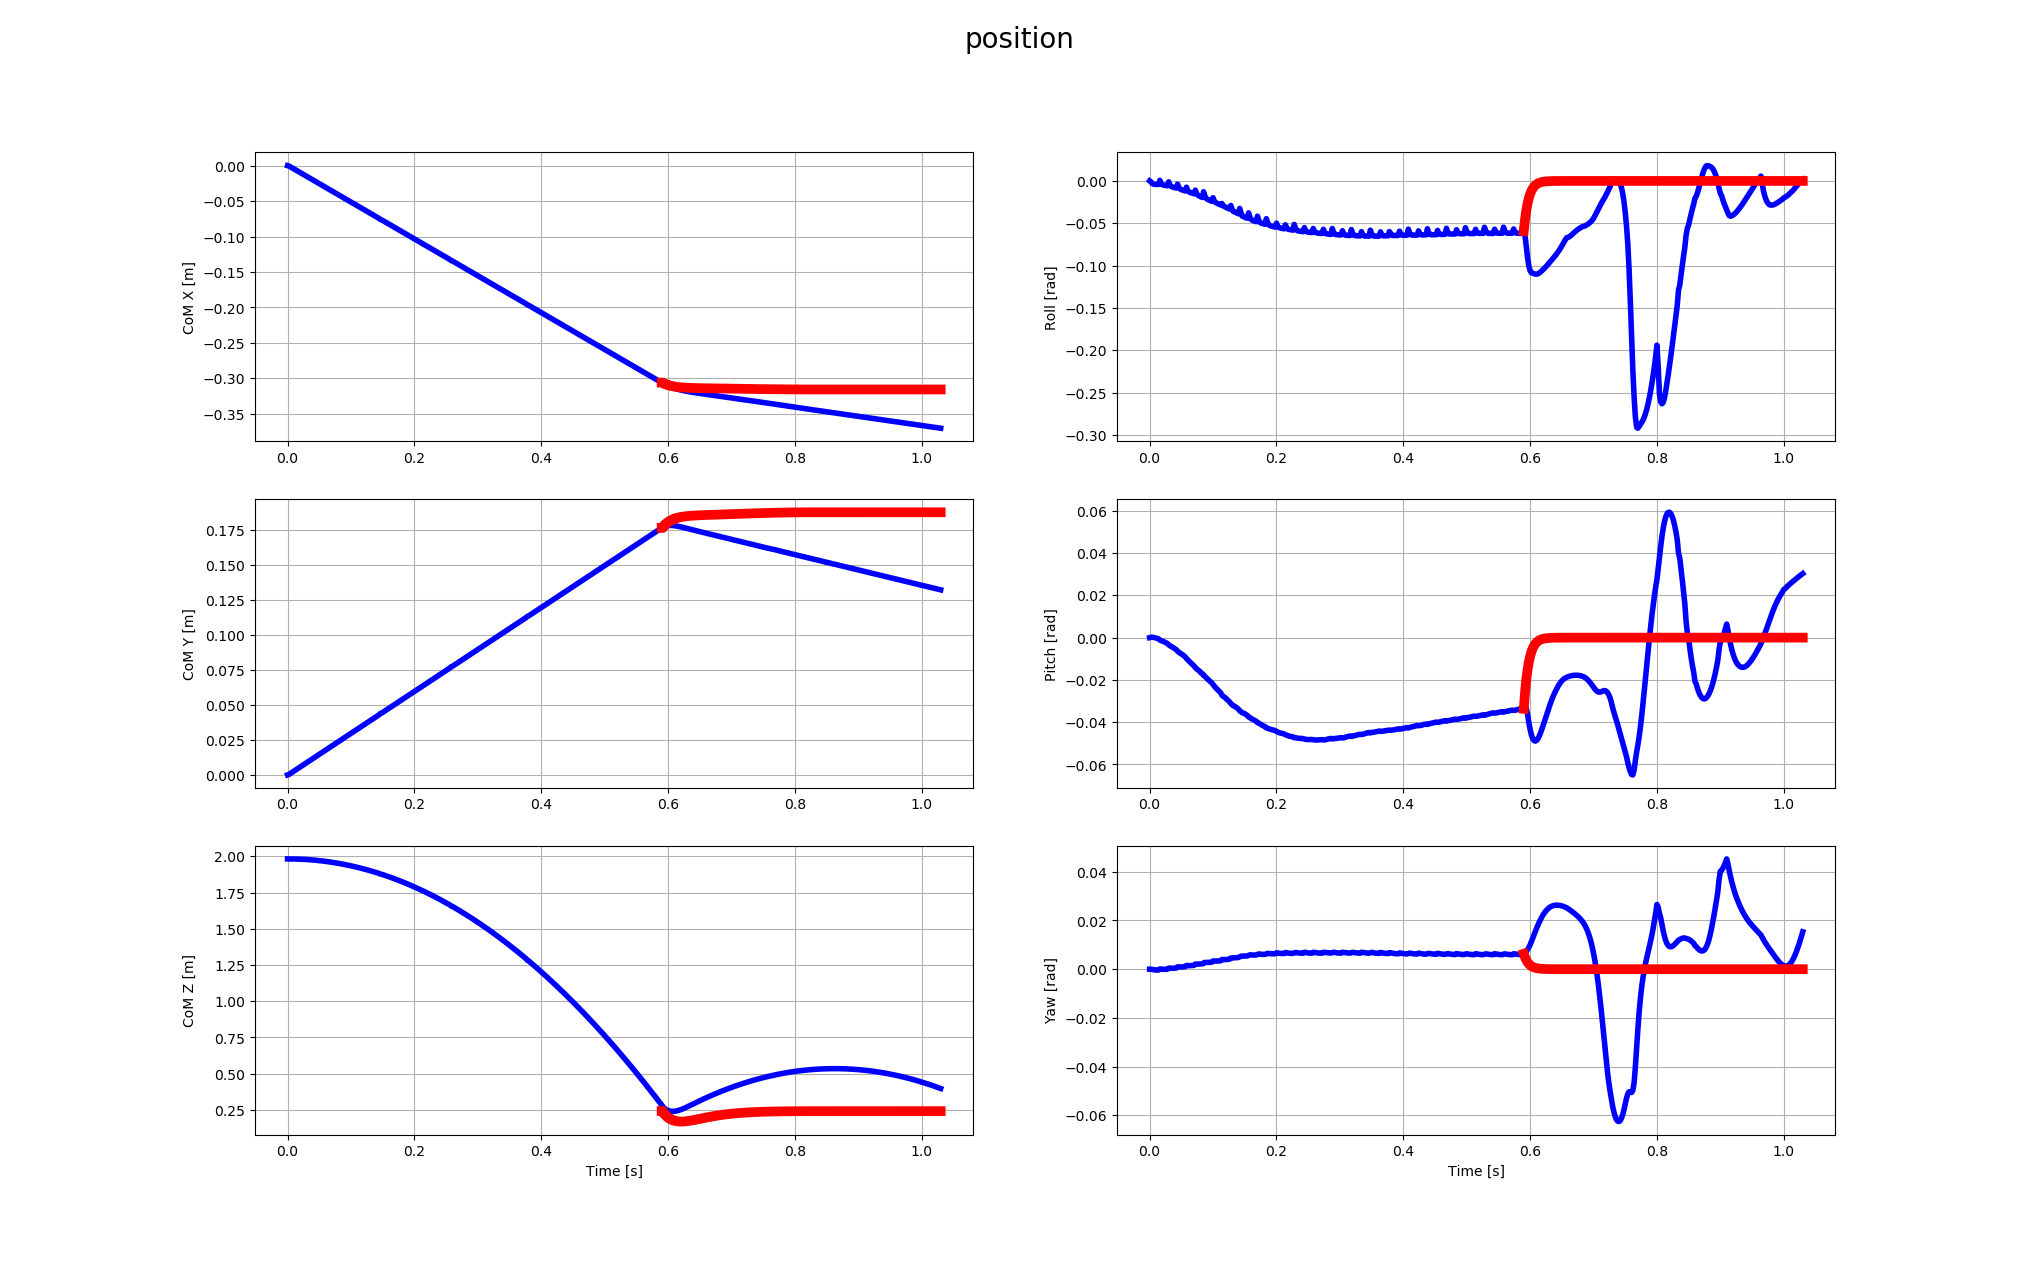 position
CoM X [m]
0.00
−0.05
−0.10
−0.15
−0.20
−0.25
−0.30
−0.35
0.0 0.2 0.4 0.6 0.8 1.0
Roll [rad]
0.00
−0.05
−0.10
−0.15
−0.20
−0.25
−0.30
0.0 0.2 0.4 0.6 0.8 1.0
CoM Y [m]
0.175
0.150
0.125
0.100
0.075
0.050
0.025
0.000
0.0 0.2 0.4 0.6 0.8 1.0
Pitch [rad]
0.06
0.04
0.02
0.00
−0.02
−0.04
−0.06
0.0 0.2 0.4 0.6 0.8 1.0
CoM Z [m]
2.00
1.75
1.50
1.25
1.00
0.75
0.50
0.25
0.0 0.2 0.4 0.6 0.8 1.0
Time [s]
Yaw [rad]
0.04
0.02
0.00
−0.02
−0.04
−0.06
0.0 0.2 0.4 0.6 0.8 1.0
Time [s]